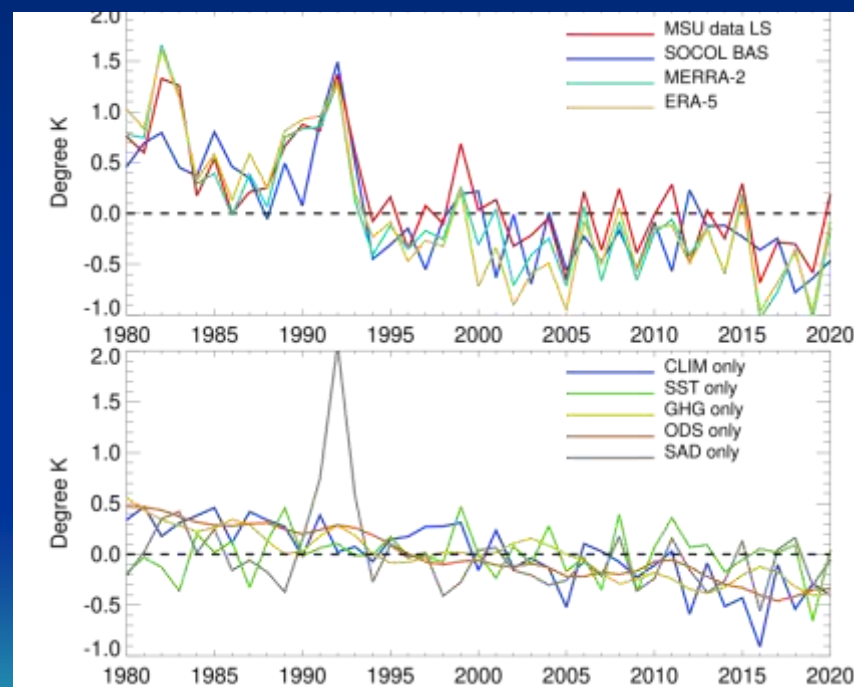 2.0
1.5
1.0
0.5
0.0
-0.5
-1.0
Degree K
MSU data LS
SOCOL BAS
MERRA-2
ERA-5
1980 1985 1990 1995 2000 2005 2010 2015 2020
2.0
1.5
1.0
0.5
0.0
-0.5
-1.0
Degree K
CLIM only
SST only
GHG only
ODS only
SAD only
1980 1985 1990 1995 2000 2005 2010 2015 2020